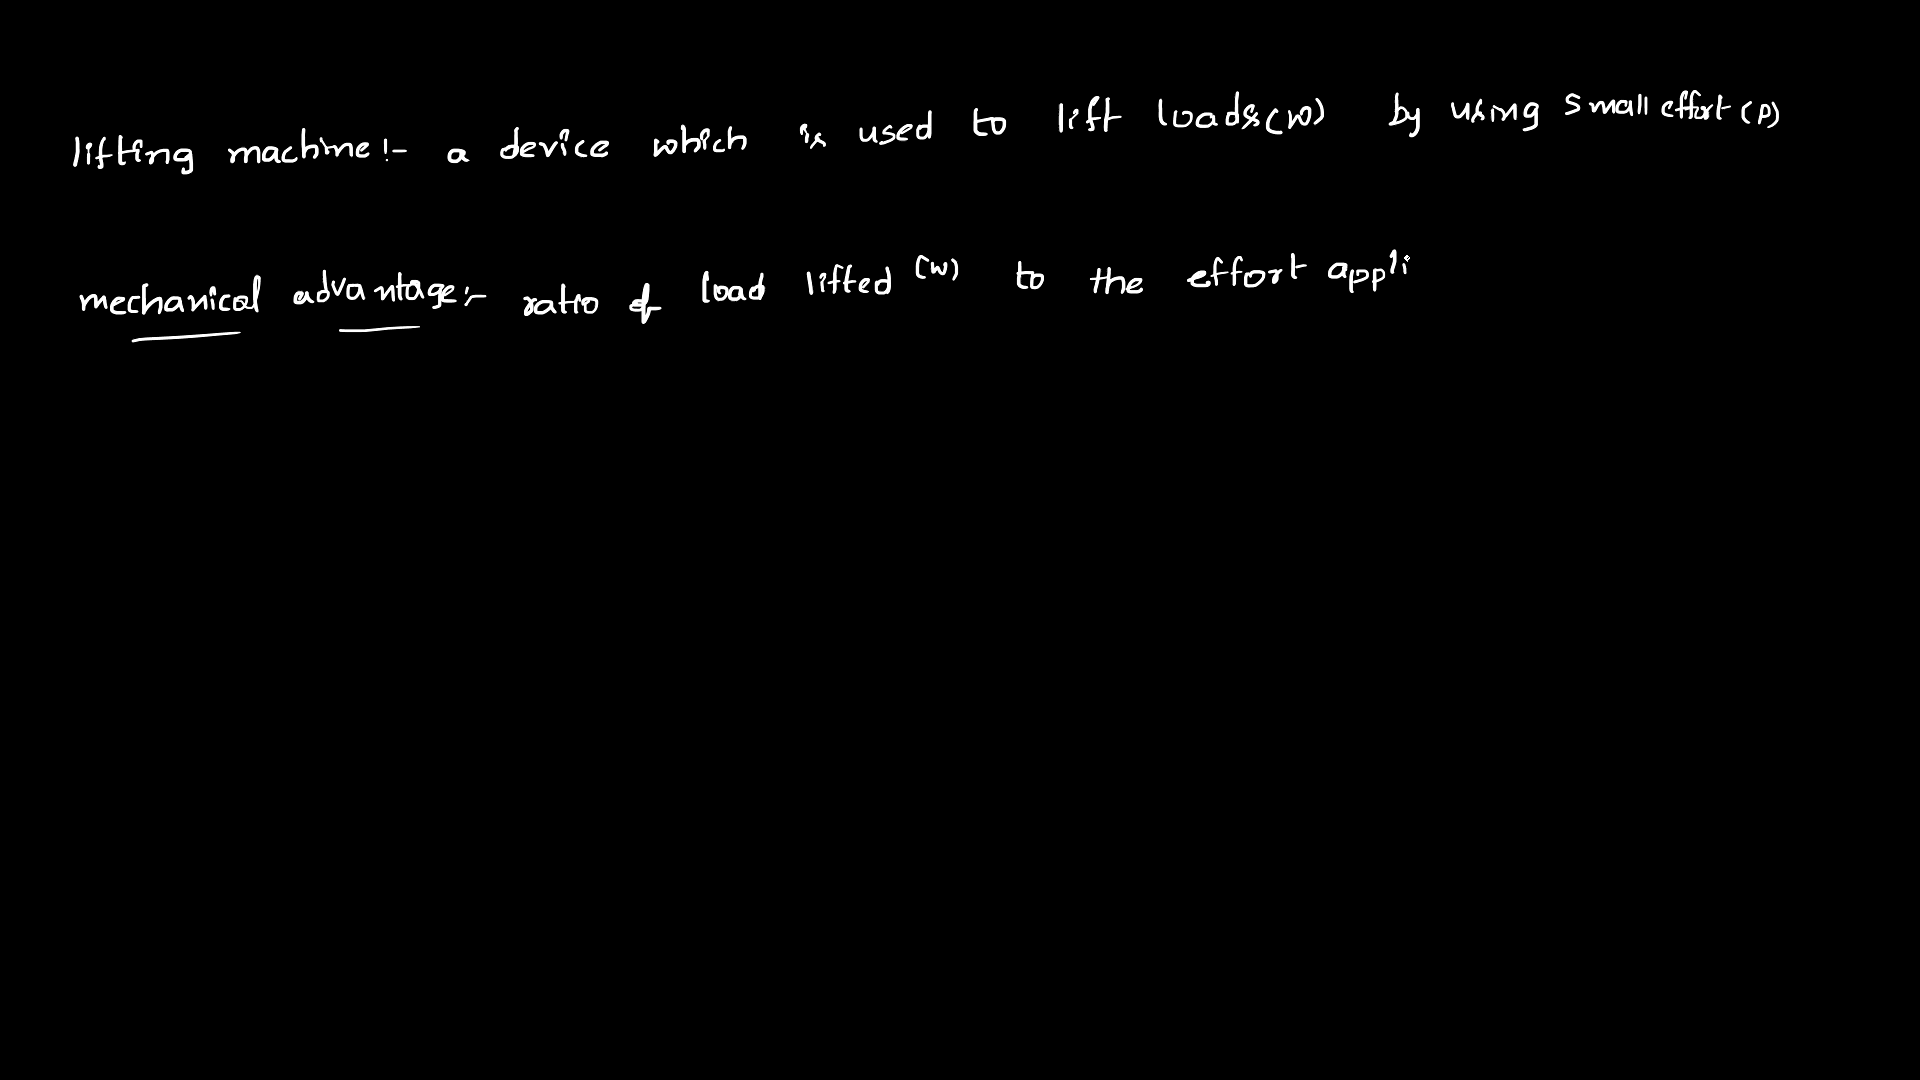 lifting machine:- a device which is used to lift loads(W) by using small effort (P)
mechanical advantage:- ratio of load lifted (W) to the effort appli